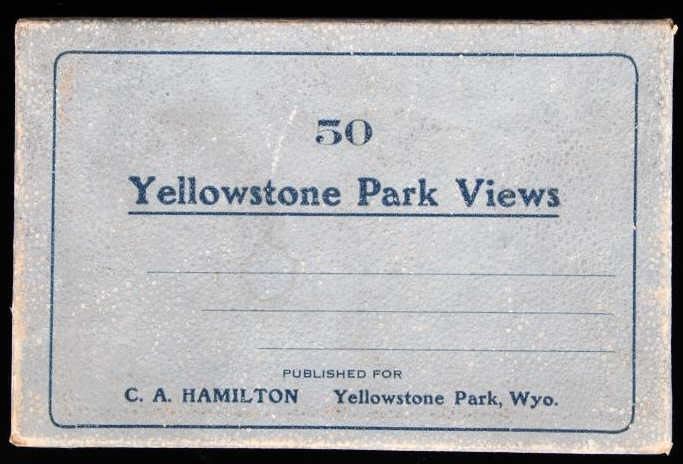 50
Yellowstone Park Views
PUBLISHED FOR
C. A. HAMILTON Yellowstone Park, Wyo.